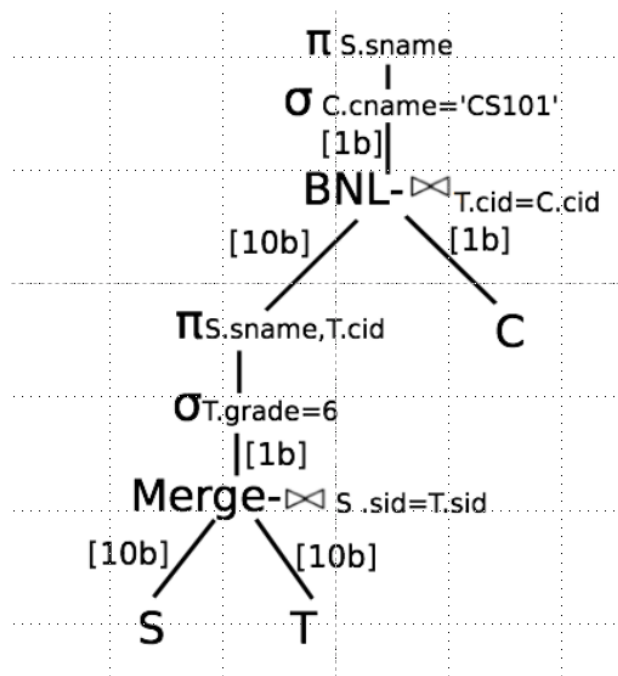 π S.sname
σ C.cname='CS101'
[1b]
BNL-⋈ T.cid=C.cid
[10b] [1b]
πS.sname,T.cid C
σT.grade=6
[1b]
Merge-⋈ S .sid=T.sid
[10b] [10b]
S T